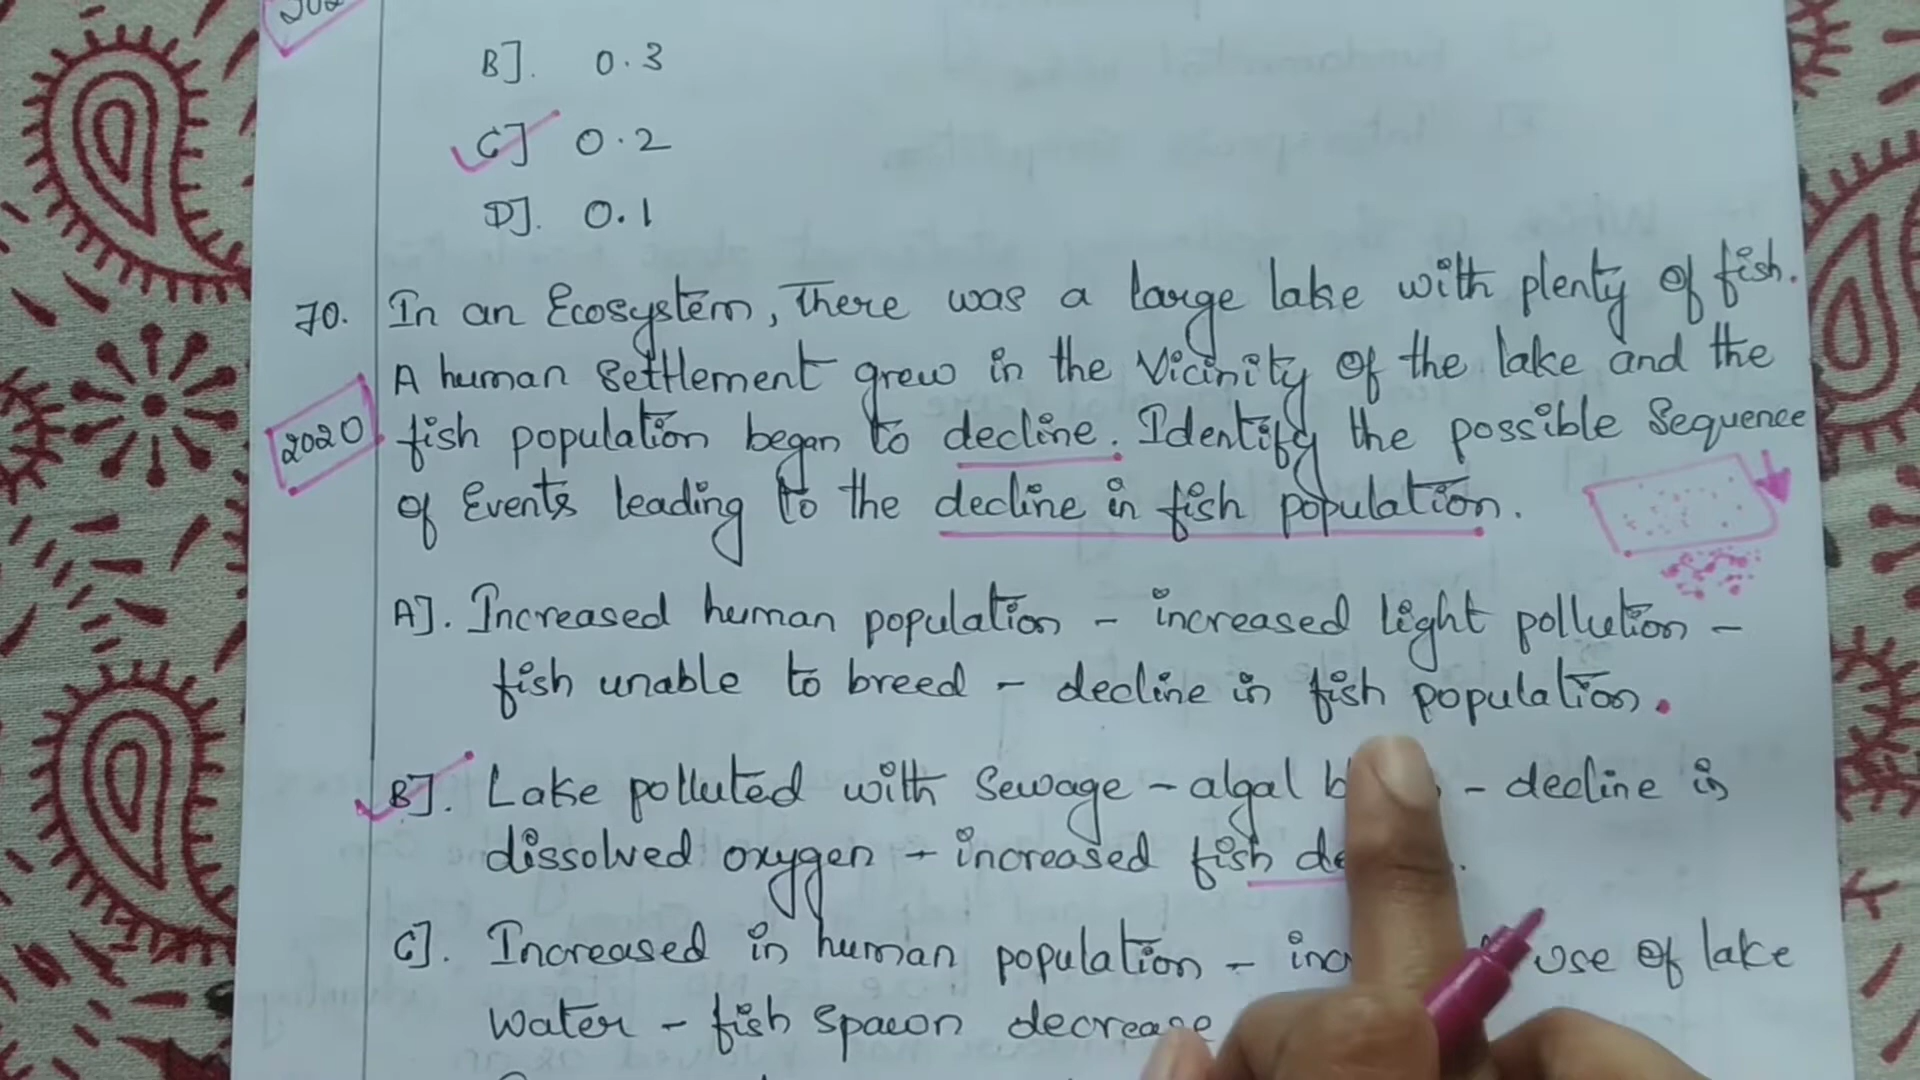 B]. 0.3
C] 0.2
D]. 0.1
70. In an Ecosystem, There was a large lake with plenty of fish.
A human Settlement grew in the Vicinity of the lake and the
2020 fish population began to decline. Identify the possible Sequence
of Events leading to the decline in fish population.
A]. Increased human population - increased light pollution -
fish unable to breed - decline in fish population.
B]. Lake polluted with Sewage - algal - decline in
dissolved oxygen - increased fish
C]. Increased in human population - use of lake
Water - fish spawn decrease